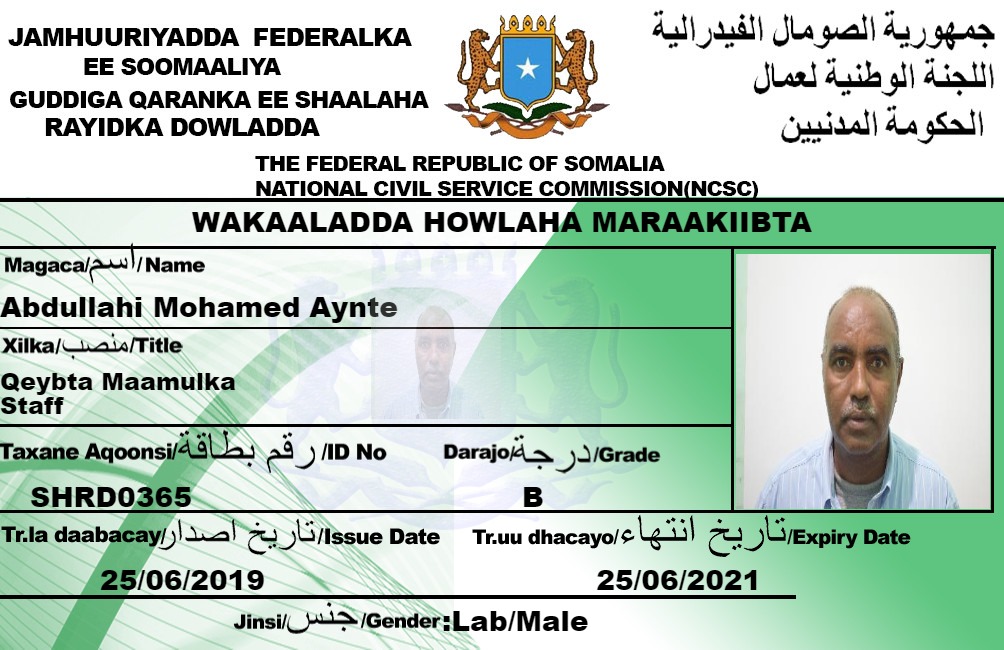 JAMHUURIYADDA FEDERALKA
EE SOOMAALIYA
GUDDIGA QARANKA EE SHAALAHA
RAYIDKA DOWLADDA
جمهورية الصومال الفيدرالية
اللجنة الوطنية لعمال
الحكومة المدنيين
THE FEDERAL REPUBLIC OF SOMALIA
NATIONAL CIVIL SERVICE COMMISSION(NCSC)
WAKAALADDA HOWLAHA MARAAKIIBTA
Magaca/اسم/Name
Abdullahi Mohamed Aynte
Xilka/منصب/Title
Qeybta Maamulka
Staff
Taxane Aqoonsi/رقم بطاقة/ID No
SHRD0365
Darajo/درجة/Grade
B
Tr.la daabacay/تاريخ اصدار/Issue Date
25/06/2019
Tr.uu dhacayo/تاريخ انتهاء/Expiry Date
25/06/2021
Jinsi/جنس/Gender:Lab/Male